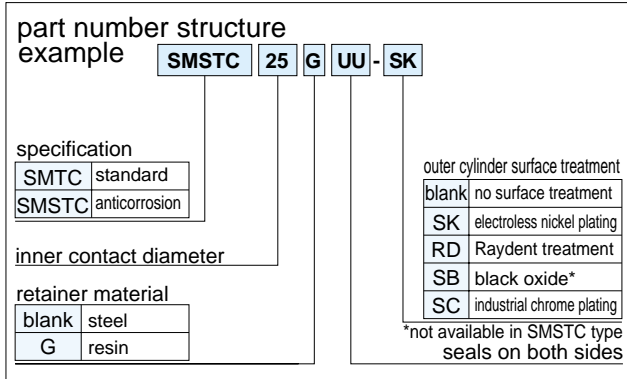 part number structure
example
SMSTC 25 G UU - SK
specification
SMTC standard
SMSTC anticorrosion
inner contact diameter
retainer material
blank steel
G resin
outer cylinder surface treatment
blank no surface treatment
SK electroless nickel plating
RD Raydent treatment
SB black oxide*
SC industrial chrome plating
*not available in SMSTC type
seals on both sides